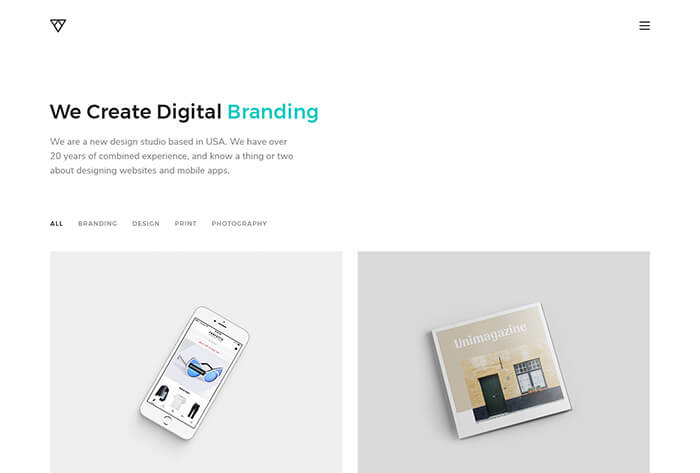 We Create Digital Branding
We are a new design studio based in USA. We have over
20 years of combined experience, and know a thing or two
about designing websites and mobile apps.
ALL BRANDING DESIGN PRINT PHOTOGRAPHY
Unimagazine